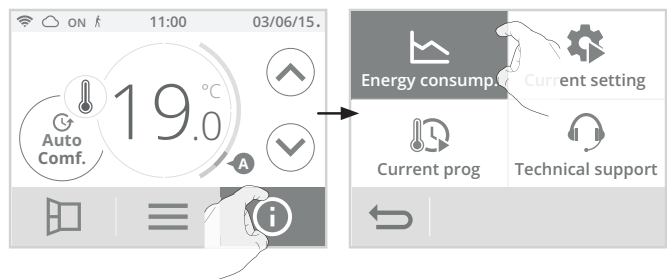 ON 11:00 03/06/15.
19.0 °C
Auto
Comf.
A
i
Energy consump.
Current setting
Current prog
Technical support